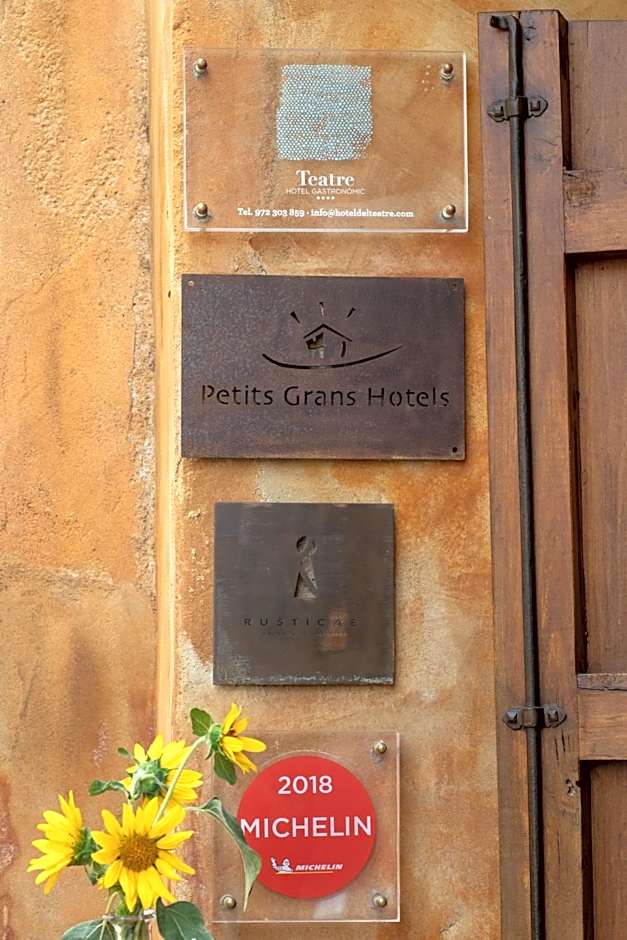 Teatre
HOTEL GASTRONOMIC
Tel. 972 303 859 · info@hoteldelteatre.com
Petits Grans Hotels
RUSTICAE
2018
MICHELIN
MICHELIN